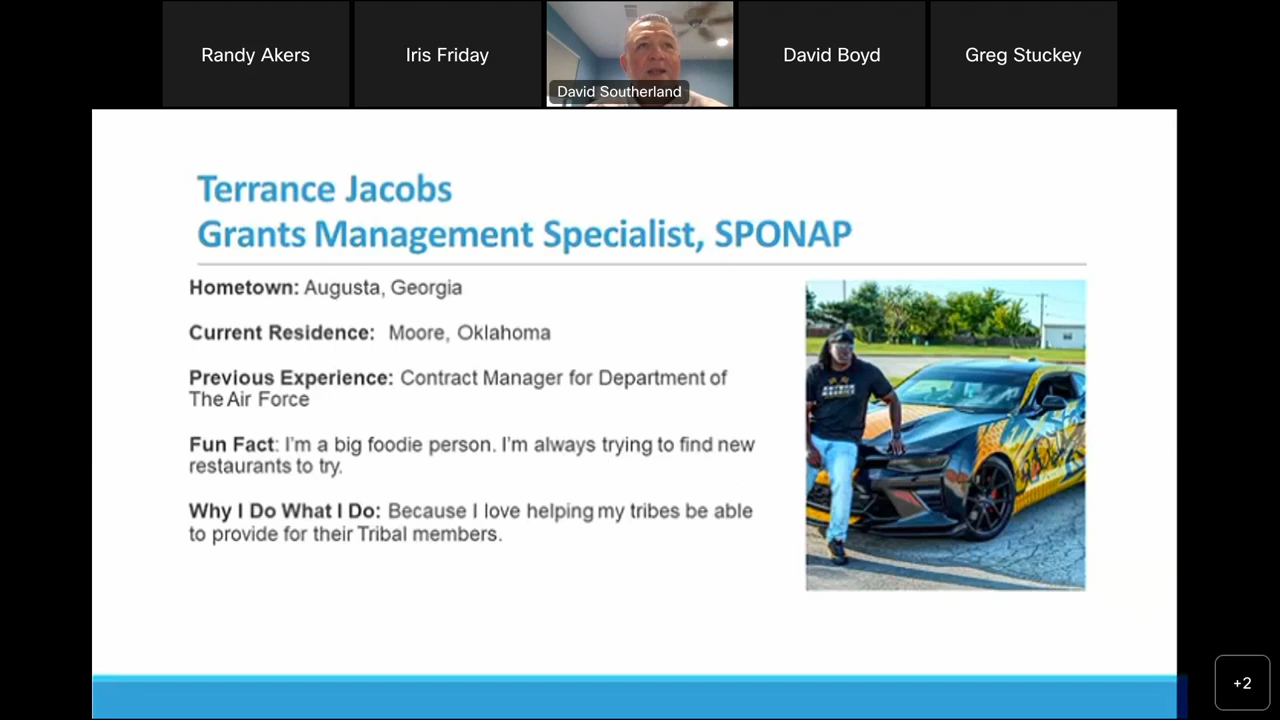 Randy Akers
Iris Friday
David Southerland
David Boyd
Greg Stuckey
Terrance Jacobs
Grants Management Specialist, SPONAP
Hometown: Augusta, Georgia
Current Residence: Moore, Oklahoma
Previous Experience: Contract Manager for Department of
The Air Force
Fun Fact: I'm a big foodie person. I'm always trying to find new
restaurants to try.
Why I Do What I Do: Because I love helping my tribes be able
to provide for their Tribal members.
+2